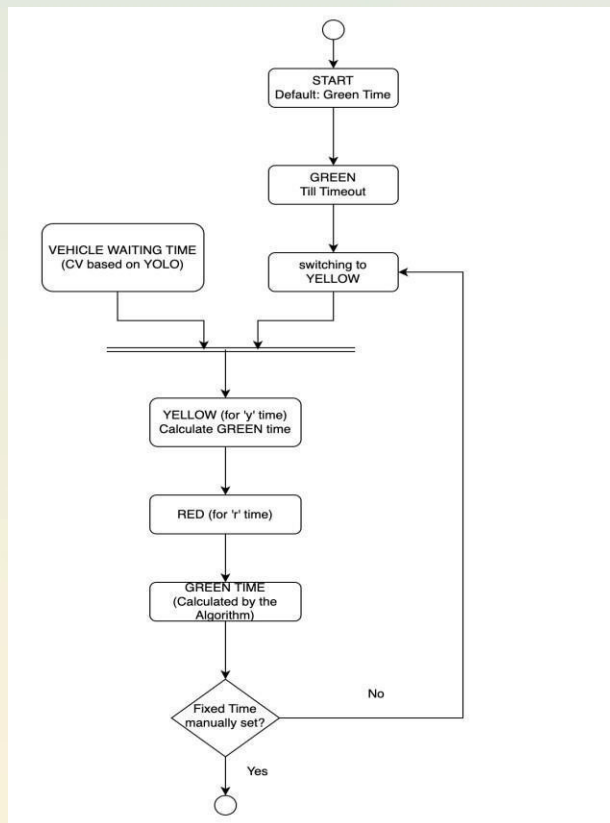 START
Default: Green Time
GREEN
Till Timeout
VEHICLE WAITING TIME
(CV based on YOLO)
switching to
YELLOW
YELLOW (for 'y' time)
Calculate GREEN time
RED (for 'r' time)
GREEN TIME
(Calculated by the
Algorithm)
Fixed Time
manually set?
No
Yes